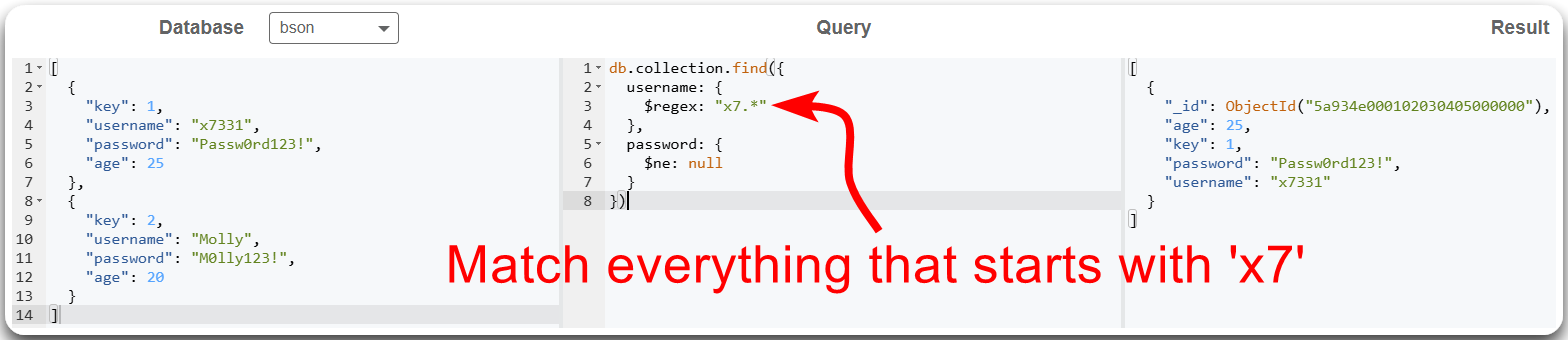 Database bson Query Result
1 [
2 {
3 "key": 1,
4 "username": "x7331",
5 "password": "Passw0rd123!",
6 "age": 25
7 },
8 {
9 "key": 2,
10 "username": "Molly",
11 "password": "M0lly123!",
12 "age": 20
13 }
14 ]
1 db.collection.find({
2 username: {
3 $regex: "x7.*"
4 },
5 password: {
6 $ne: null
7 }
8 })
[
{
"_id": ObjectId("5a934e000102030405000000"),
"age": 25,
"key": 1,
"password": "Passw0rd123!",
"username": "x7331"
}
]
Match everything that starts with 'x7'